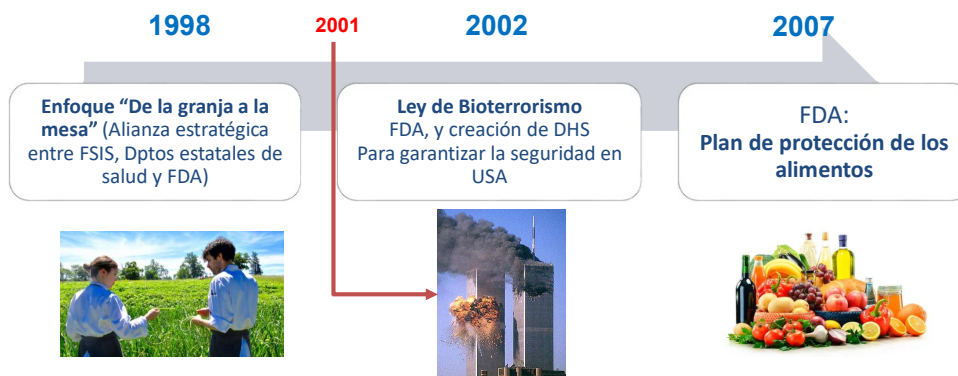 1998
2001
2002
2007
Enfoque “De la granja a la
mesa” (Alianza estratégica
entre FSIS, Dptos estatales de
salud y FDA)
Ley de Bioterrorismo
FDA, y creación de DHS
Para garantizar la seguridad en
USA
FDA:
Plan de protección de los
alimentos